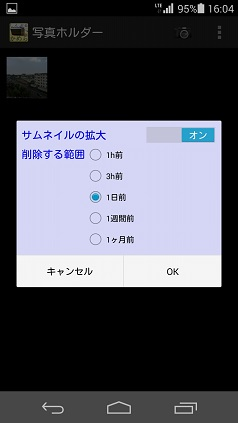 LTE 95% 16:04
写真ホルダー
サムネイルの拡大 オン
削除する範囲 1h前
3h前
1日前
1週間前
1ヶ月前
キャンセル OK